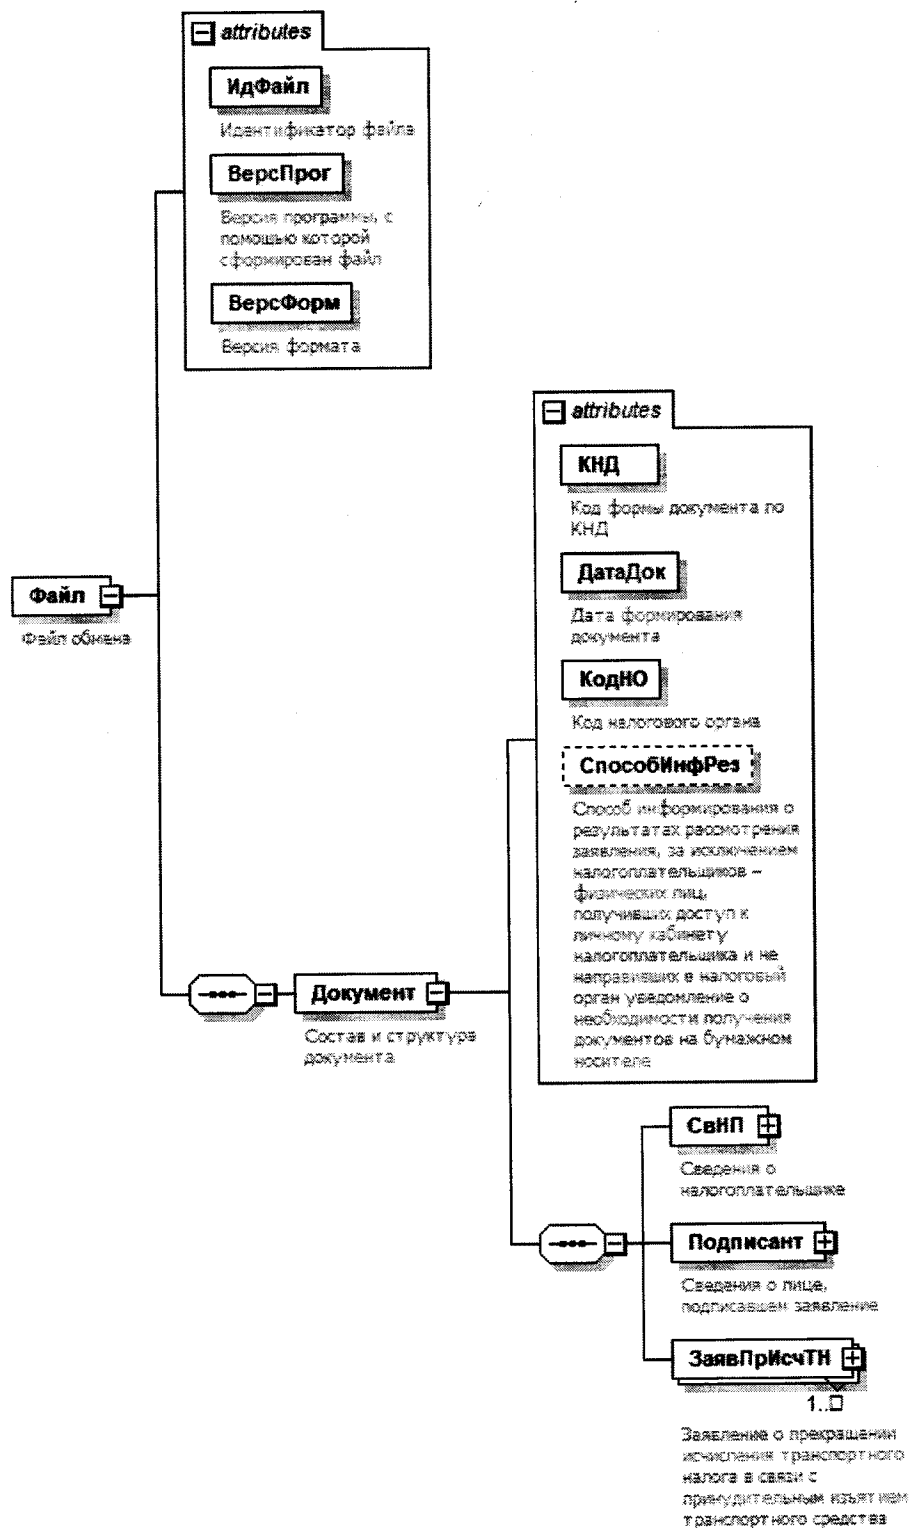 attributes
ИдФайл
Идентификатор файла
ВерсПрог
Версия программы, с
помощью которой
сформирован файл
ВерсФорм
Версия формата
attributes
КНД
Код формы документа по
КНД
ДатаДок
Дата формирования
документа
КодНО
Код налогового органа
СпособИнфРез
Способ информирования о
результатах рассмотрения
заявления, за исключением
налогоплательщиков –
физических лиц,
получивших доступ к
личному кабинету
налогоплательщика и не
направивших в налоговый
орган уведомление о
необходимости получения
документов на бумажном
носителе
Файл
Файл обмена
Документ
Состав и структура
документа
СвНП
Сведения о
налогоплательщике
Подписант
Сведения о лице,
подписавшем заявление
ЗаявПрИсчТН
1..
Заявление о прекращении
исчисления транспортного
налога в связи с
принудительным изъятием
транспортного средства